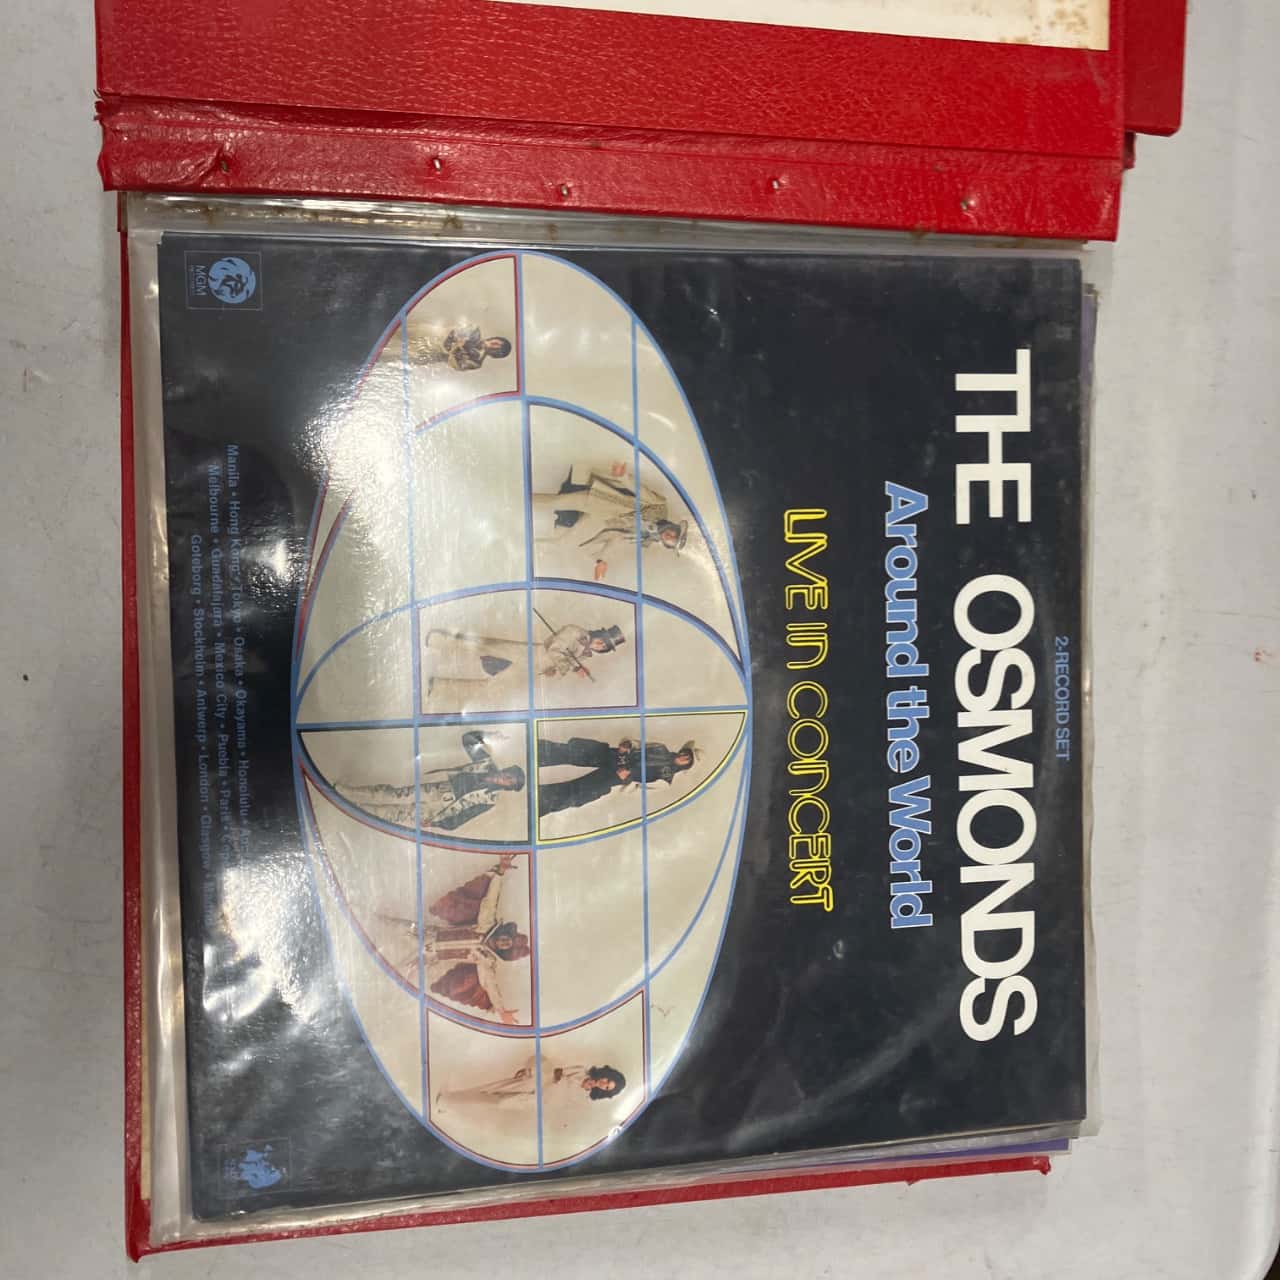 2-RECORD SET
THE OSMONDS
Around the World
LIVE IN CONCERT
Manila • Hong Kong • Tokyo • Osaka • Okayama • Honolulu
Melbourne • Guadalajara • Mexico City • Puebla • Paris
Goteborg • Stockholm • Antwerp • London • Glasgow
MGM